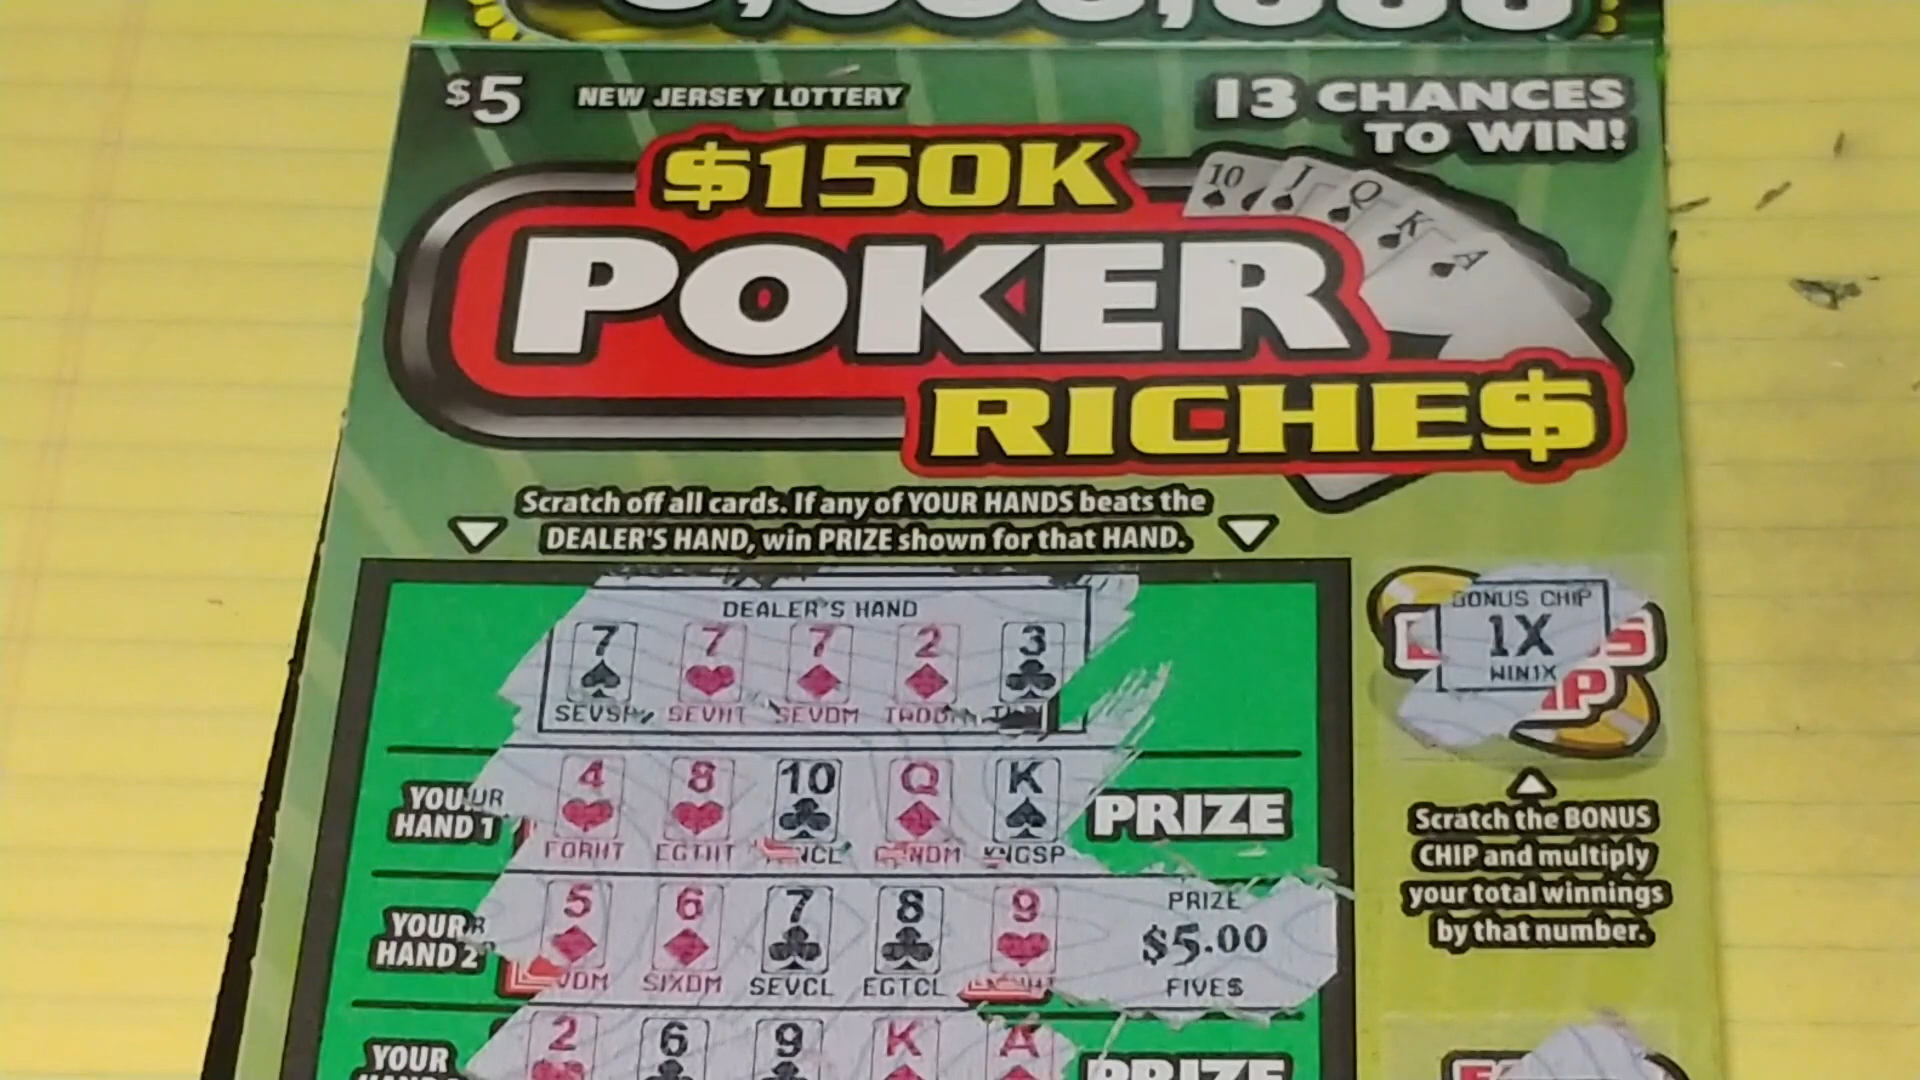 $5 NEW JERSEY LOTTERY
13 CHANCES
TO WIN!
$150K
10 J Q K A
POKER
RICHE$
Scratch off all cards. If any of YOUR HANDS beats the
DEALER'S HAND, win PRIZE shown for that HAND.
DEALER'S HAND
7 7 7 2 3
SEVSP SEVHT SEVDM TWODM
BONUS CHIP
1X
WIN1X
YOUR
HAND 1
4 8 10 Q K
FORHT EGTHT KNGSP
PRIZE
Scratch the BONUS
CHIP and multiply
your total winnings
by that number.
YOUR
HAND 2
5 6 7 8 9
SIXDM SEVCL EGTCL
PRIZE
$5.00
FIVE$
YOUR
2 6 9 K A
PRIZE